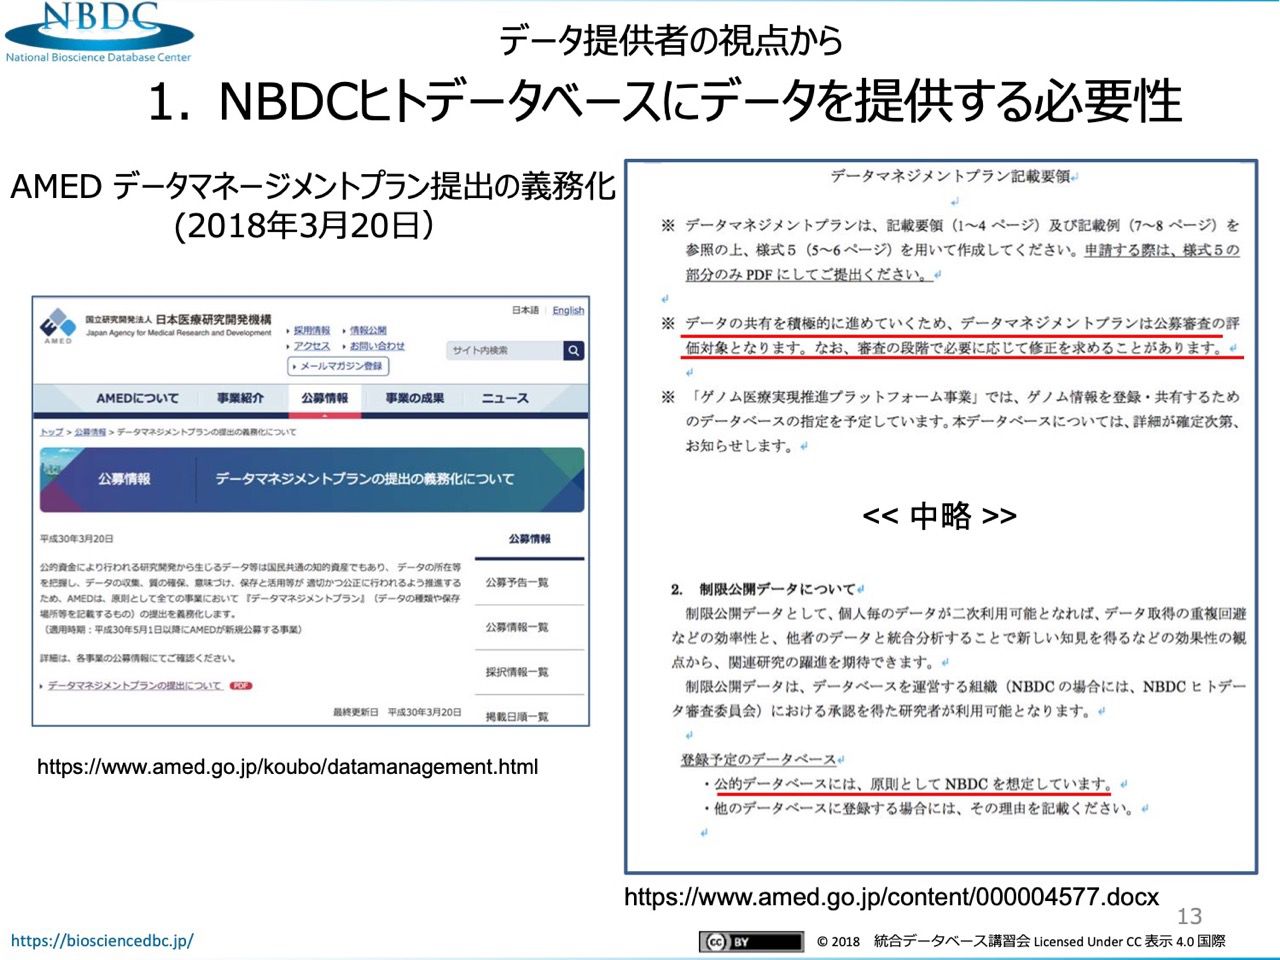 NBDC
National Bioscience Database Center
データ提供者の視点から
1. NBDCヒトデータベースにデータを提供する必要性
AMED データマネージメントプラン提出の義務化
(2018年3月20日）
AMED
国立研究開発法人 日本医療研究開発機構
Japan Agency for Medical Research and Development
採用情報 情報公開
アクセス お問い合わせ
メールマガジン登録
日本語 English
サイト内検索
AMEDについて 事業紹介 公募情報 事業の成果 ニュース
トップ > 公募情報 > データマネジメントプランの提出の義務化について
公募情報 データマネジメントプランの提出の義務化について
平成30年3月20日
公的資金により行われる研究開発から生じるデータ等は国民共通の知的資産でもあり、データの所在等
を把握し、データの収集、質の確保、意味づけ、保存と活用等が 適切かつ公正に行われるよう推進する
ため、AMEDは、原則として全ての事業において 『データマネジメントプラン』（データの種類や保存
場所等を記載するもの）の提出を義務化します。
（適用時期：平成30年5月1日以降にAMEDが新規公募する事業）
詳細は、各事業の公募情報にてご確認ください。
データマネジメントプランの提出について PDF
最終更新日 平成30年3月20日
公募情報
公募予告一覧
公募情報一覧
採択情報一覧
掲載日順一覧
https://www.amed.go.jp/koubo/datamanagement.html
データマネジメントプラン記載要領
※ データマネジメントプランは、記載要領（1～4 ページ）及び記載例（7～8 ページ）を
参照の上、様式５（5～6 ページ）を用いて作成してください。申請する際は、様式５の
部分のみ PDF にしてご提出ください。
※ データの共有を積極的に進めていくため、データマネジメントプランは公募審査の評
価対象となります。なお、審査の段階で必要に応じて修正を求めることがあります。
※ 「ゲノム医療実現推進プラットフォーム事業」では、ゲノム情報を登録・共有するため
のデータベースの指定を予定しています。本データベースについては、詳細が確定次第、
お知らせします。
<< 中略 >>
2. 制限公開データについて
制限公開データとして、個人毎のデータが二次利用可能となれば、データ取得の重複回避
などの効率性と、他者のデータと統合分析することで新しい知見を得るなどの効果性の観
点から、関連研究の躍進を期待できます。
制限公開データは、データベースを運営する組織（NBDC の場合には、NBDC ヒトデー
タ審査委員会）における承認を得た研究者が利用可能となります。
登録予定のデータベース
・公的データベースには、原則として NBDC を想定しています。
・他のデータベースに登録する場合には、その理由を記載ください。
https://www.amed.go.jp/content/000004577.docx
13
https://biosciencedbc.jp/
cc BY
© 2018 統合データベース講習会 Licensed Under CC 表示 4.0 国際